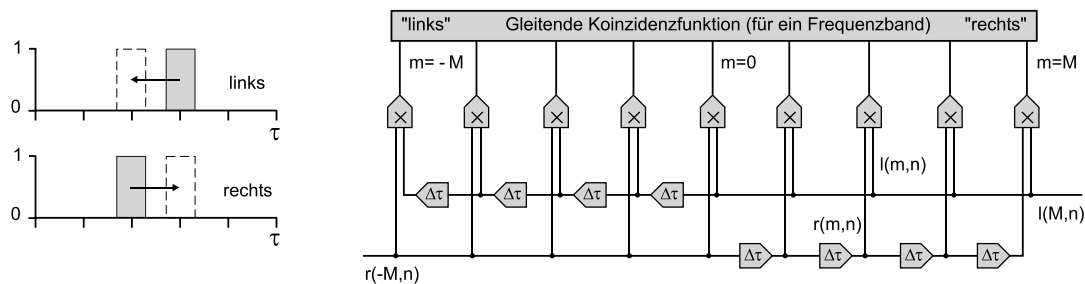 1
links
0
τ
1
rechts
0
τ
"links" Gleitende Koinzidenzfunktion (für ein Frequenzband) "rechts"
m= - M m=0 m=M
× × × × × × × × ×
l(m,n)
Δτ Δτ Δτ Δτ
l(M,n)
r(m,n)
Δτ Δτ Δτ Δτ
r(-M,n)